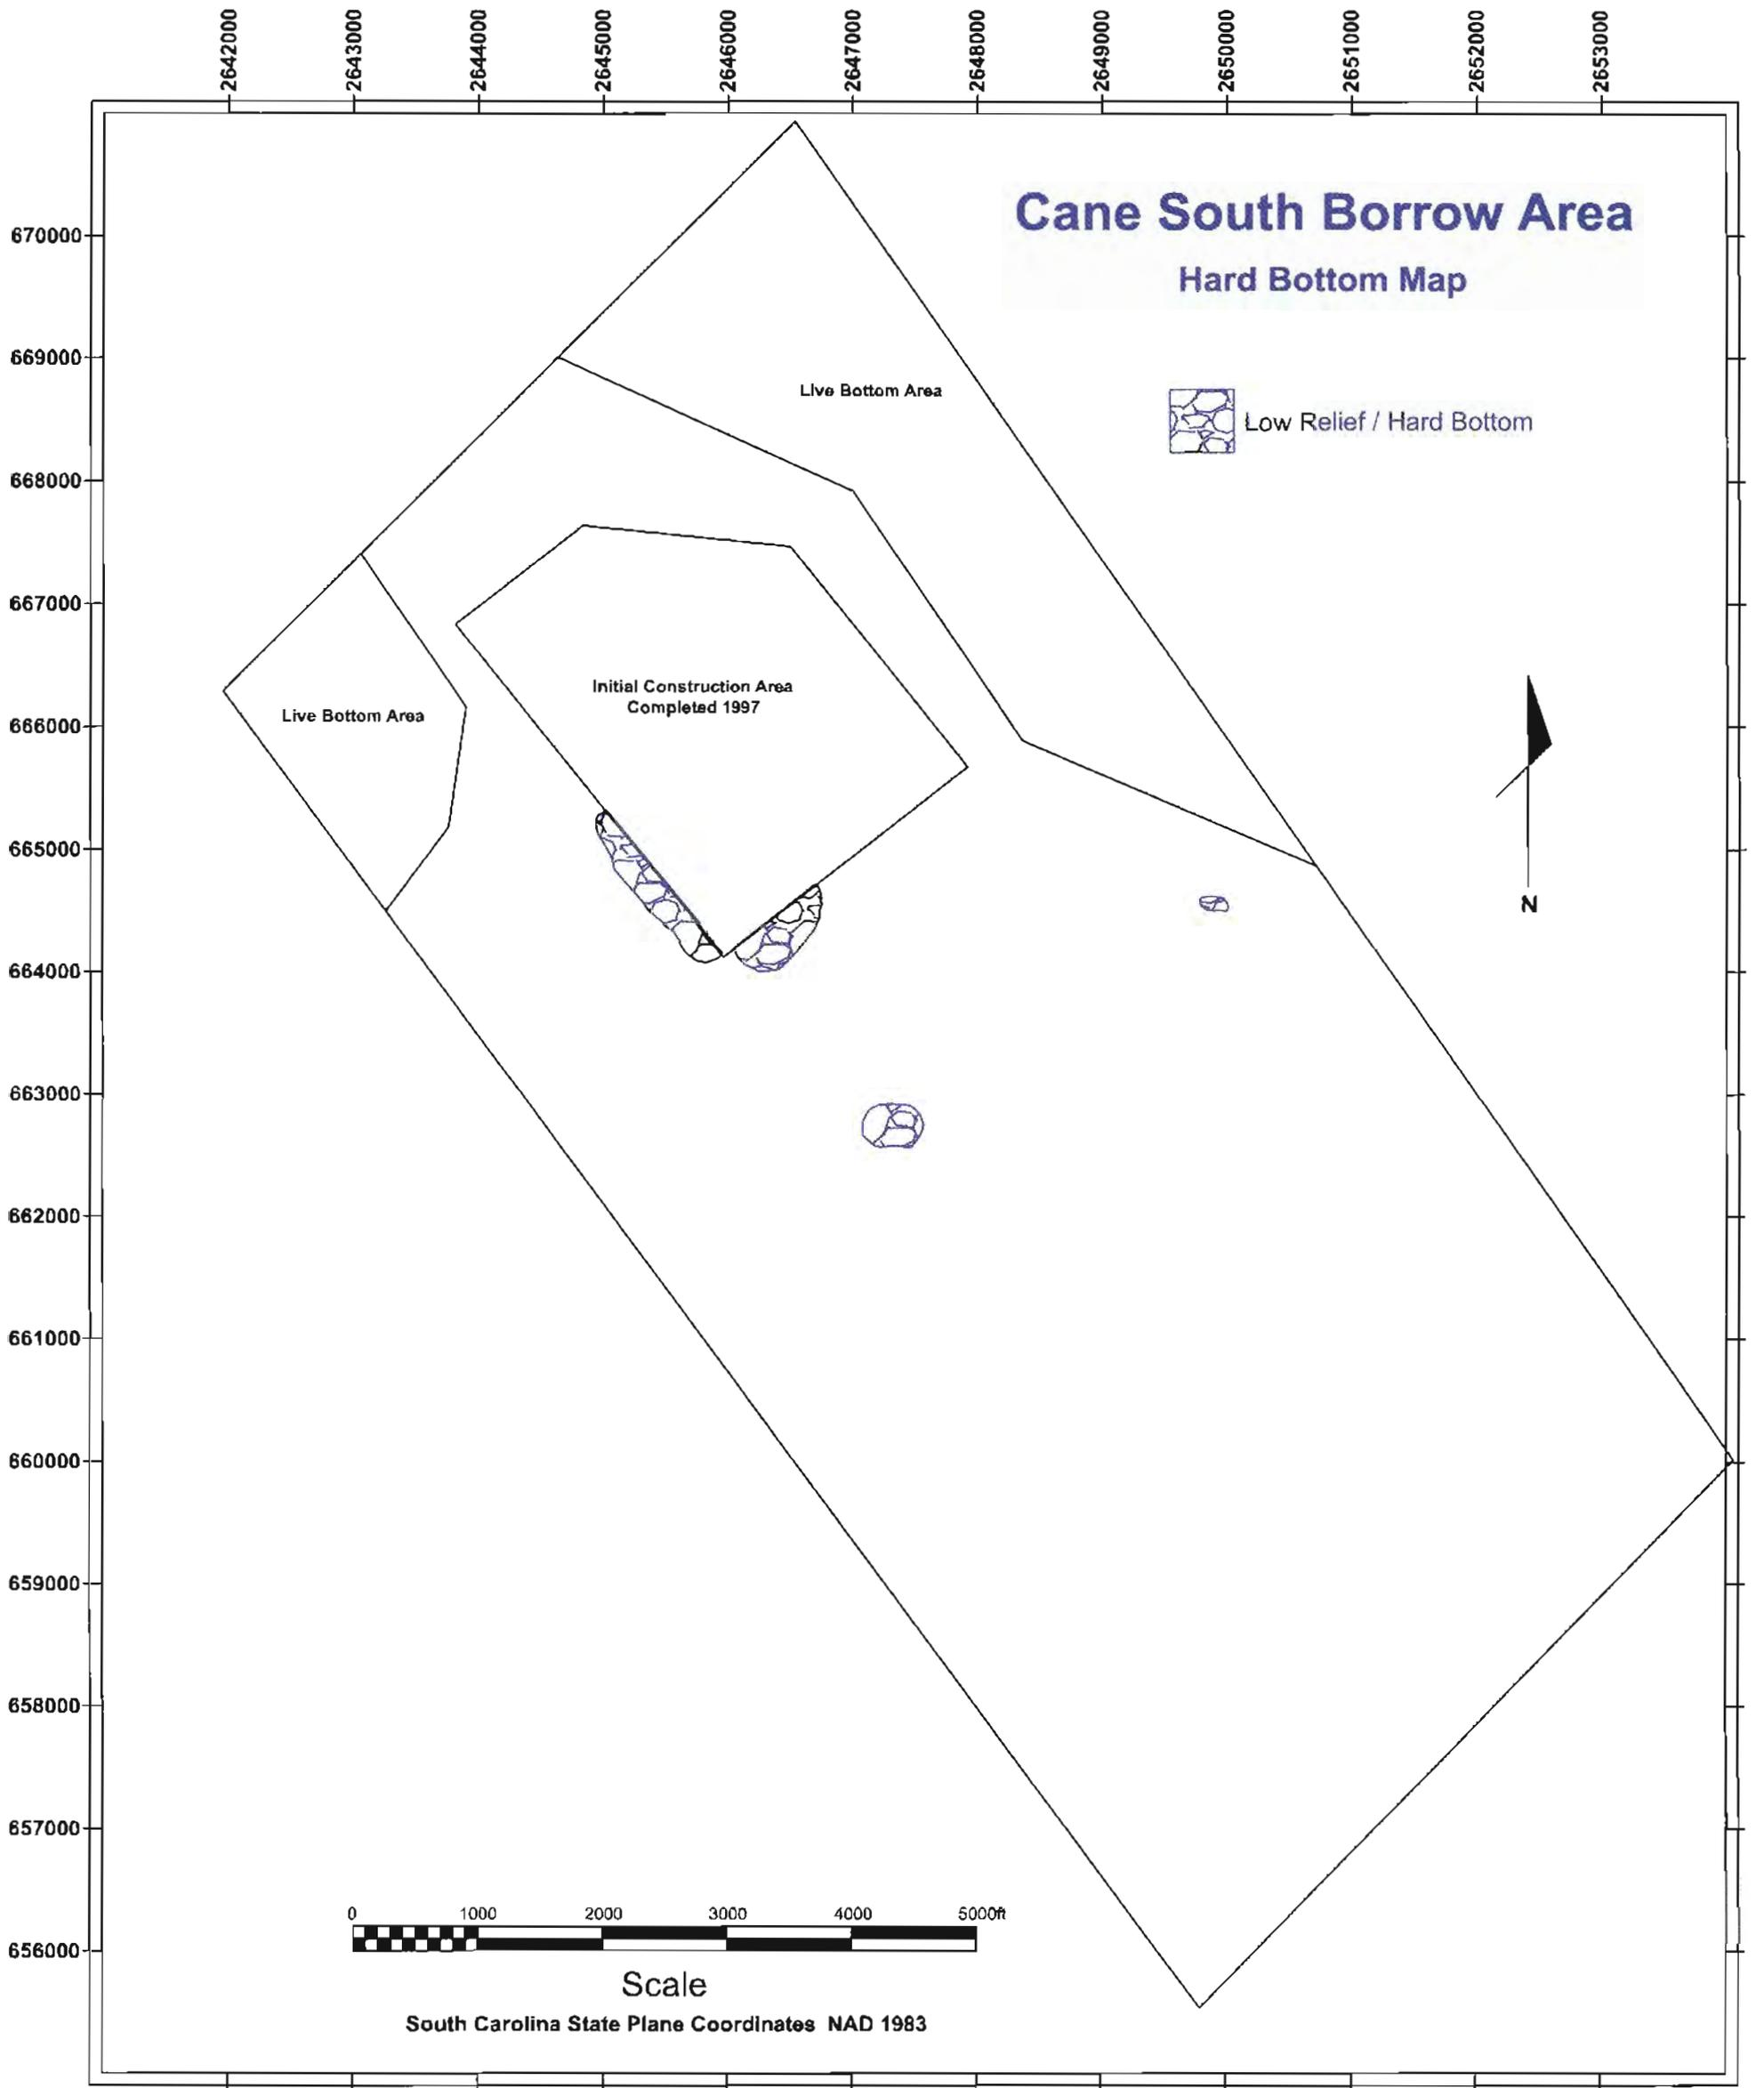 2642000
2643000
2644000
2645000
2646000
2647000
2648000
2649000
2650000
2651000
2652000
2653000
Cane South Borrow Area
Hard Bottom Map
Low Relief / Hard Bottom
670000
669000
668000
667000
666000
665000
664000
663000
662000
661000
660000
659000
658000
657000
656000
Live Bottom Area
Initial Construction Area
Completed 1997
Live Bottom Area
N
0 1000 2000 3000 4000 5000ft
Scale
South Carolina State Plane Coordinates NAD 1983